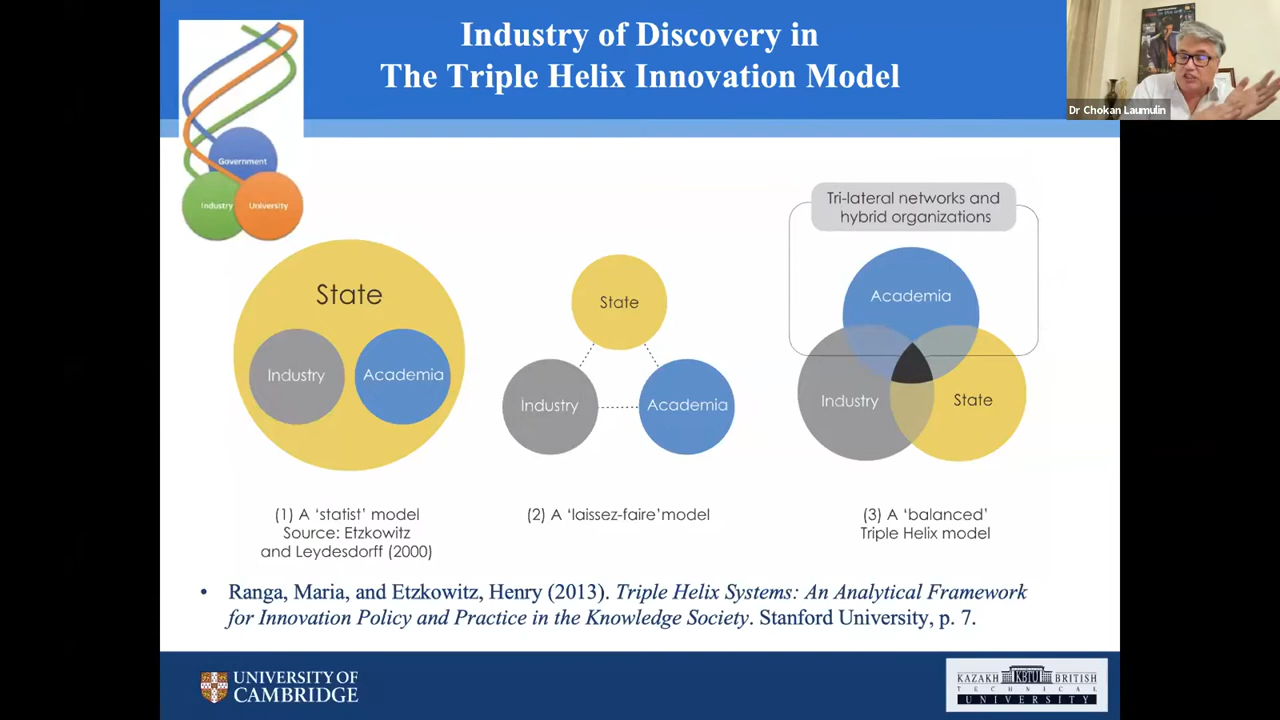 Industry of Discovery in
The Triple Helix Innovation Model
Dr Chokan Laumulin
Government
Industry
University
Tri-lateral networks and
hybrid organizations
State
Industry
Academia
State
Industry
Academia
Academia
Industry
State
(1) A ‘statist’ model
Source: Etzkowitz
and Leydesdorff (2000)
(2) A ‘laissez-faire’model
(3) A ‘balanced’
Triple Helix model
• Ranga, Maria, and Etzkowitz, Henry (2013). Triple Helix Systems: An Analytical Framework
for Innovation Policy and Practice in the Knowledge Society. Stanford University, p. 7.
UNIVERSITY OF
CAMBRIDGE
KAZAKH KBTU BRITISH
TECHNICAL
UNIVERSITY